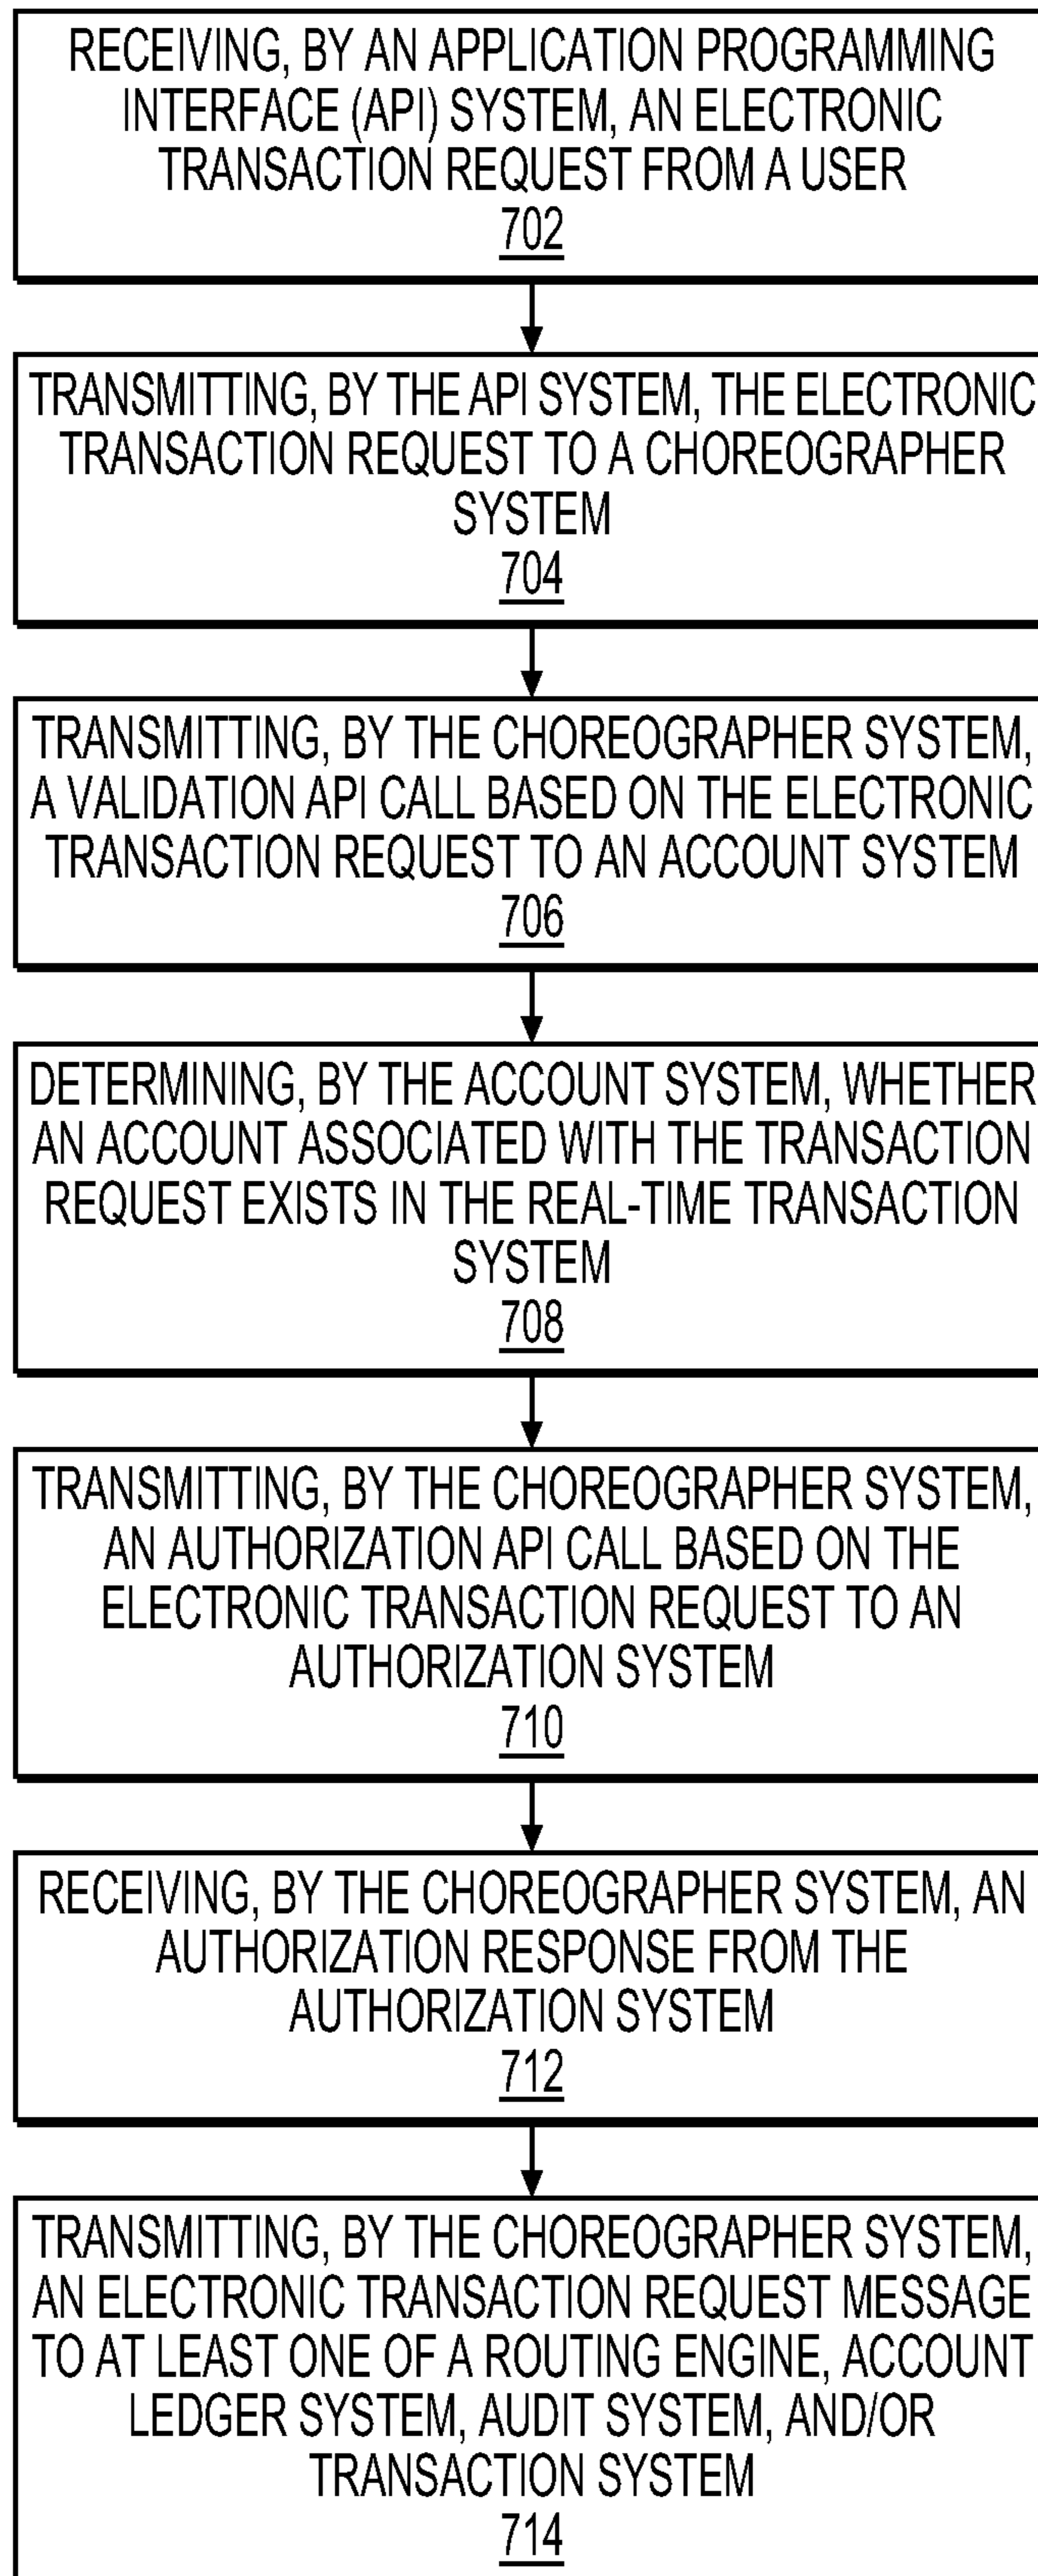 RECEIVING, BY AN APPLICATION PROGRAMMING
INTERFACE (API) SYSTEM, AN ELECTRONIC
TRANSACTION REQUEST FROM A USER
702
TRANSMITTING, BY THE API SYSTEM, THE ELECTRONIC
TRANSACTION REQUEST TO A CHOREOGRAPHER
SYSTEM
704
TRANSMITTING, BY THE CHOREOGRAPHER SYSTEM,
A VALIDATION API CALL BASED ON THE ELECTRONIC
TRANSACTION REQUEST TO AN ACCOUNT SYSTEM
706
DETERMINING, BY THE ACCOUNT SYSTEM, WHETHER
AN ACCOUNT ASSOCIATED WITH THE TRANSACTION
REQUEST EXISTS IN THE REAL-TIME TRANSACTION
SYSTEM
708
TRANSMITTING, BY THE CHOREOGRAPHER SYSTEM,
AN AUTHORIZATION API CALL BASED ON THE
ELECTRONIC TRANSACTION REQUEST TO AN
AUTHORIZATION SYSTEM
710
RECEIVING, BY THE CHOREOGRAPHER SYSTEM, AN
AUTHORIZATION RESPONSE FROM THE
AUTHORIZATION SYSTEM
712
TRANSMITTING, BY THE CHOREOGRAPHER SYSTEM,
AN ELECTRONIC TRANSACTION REQUEST MESSAGE
TO AT LEAST ONE OF A ROUTING ENGINE, ACCOUNT
LEDGER SYSTEM, AUDIT SYSTEM, AND/OR
TRANSACTION SYSTEM
714